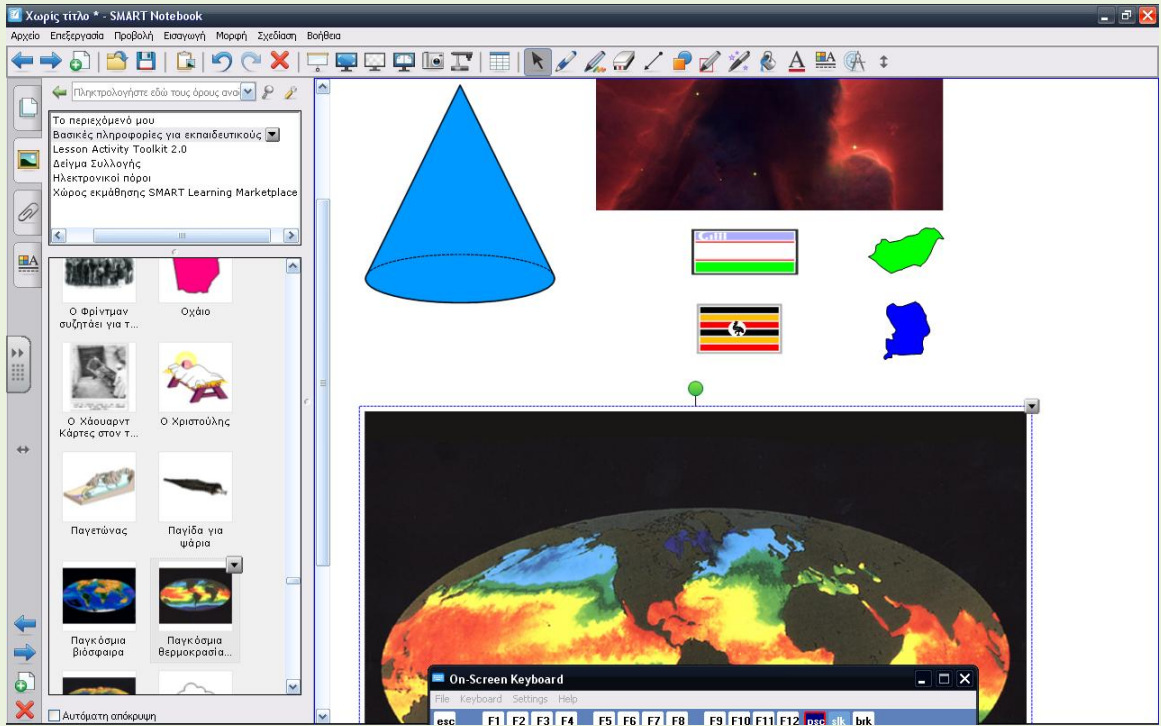 Χωρίς τίτλο * - SMART Notebook
Αρχείο Επεξεργασία Προβολή Εισαγωγή Μορφή Σχεδίαση Βοήθεια
Πληκτρολογήστε εδώ τους όρους ανα
Το περιεχόμενό μου
Βασικές πληροφορίες για εκπαιδευτικούς
Lesson Activity Toolkit 2.0
Δείγμα Συλλογής
Ηλεκτρονικοί πόροι
Χώρος εκμάθησης SMART Learning Marketplace
Ο Φρίντμαν
συζητάει για τ...
Οχάιο
Ο Χάουαρντ
Κάρτες στον τ...
Ο Χριστούλης
Παγετώνας
Παγίδα για
ψάρια
Παγκόσμια
βιόσφαιρα
Παγκόσμια
θερμοκρασία...
Αυτόματη απόκρυψη
On-Screen Keyboard
File Keyboard Settings Help
esc F1 F2 F3 F4 F5 F6 F7 F8 F9 F10 F11 F12 psc slk brk